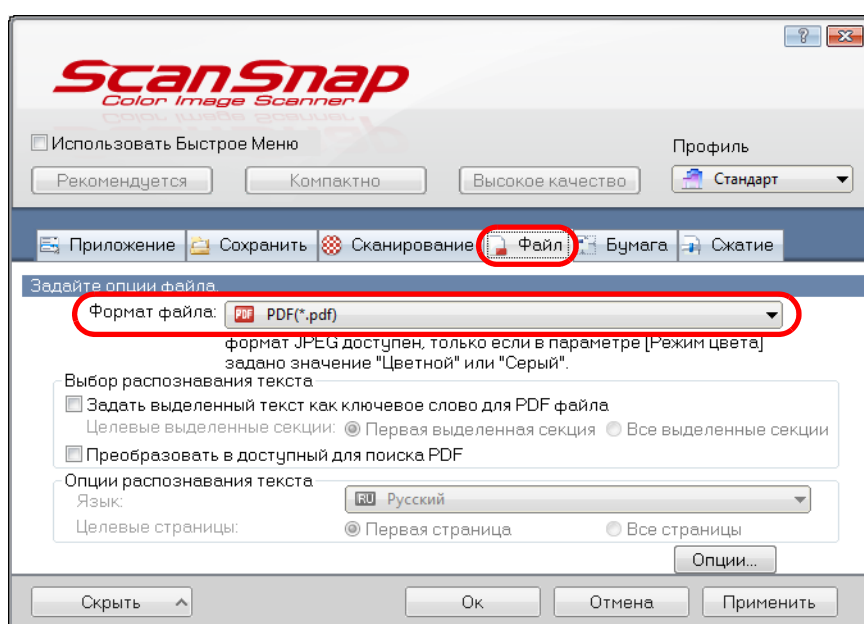 ScanSnap
Color Image Scanner
Использовать Быстрое Меню
Профиль
Рекомендуется Компактно Высокое качество Стандарт
Приложение Сохранить Сканирование Файл Бумага Сжатие
Задайте опции файла
Формат файла: PDF PDF(*.pdf)
формат JPEG доступен, только если в параметре [Режим цвета]
задано значение "Цветной" или "Серый".
Выбор распознавания текста
Задать выделенный текст как ключевое слово для PDF файла
Целевые выделенные секции: Первая выделенная секция Все выделенные секции
Преобразовать в доступный для поиска PDF
Опции распознавания текста
Язык: RU Русский
Целевые страницы: Первая страница Все страницы
Опции...
Скрыть Ок Отмена Применить